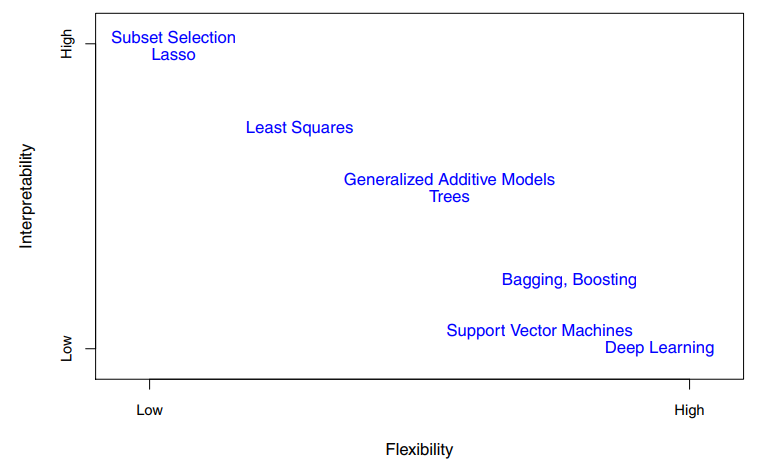 High
Subset Selection
Lasso
Least Squares
Generalized Additive Models
Trees
Interpretability
Bagging, Boosting
Support Vector Machines
Low
Deep Learning
Low
High
Flexibility